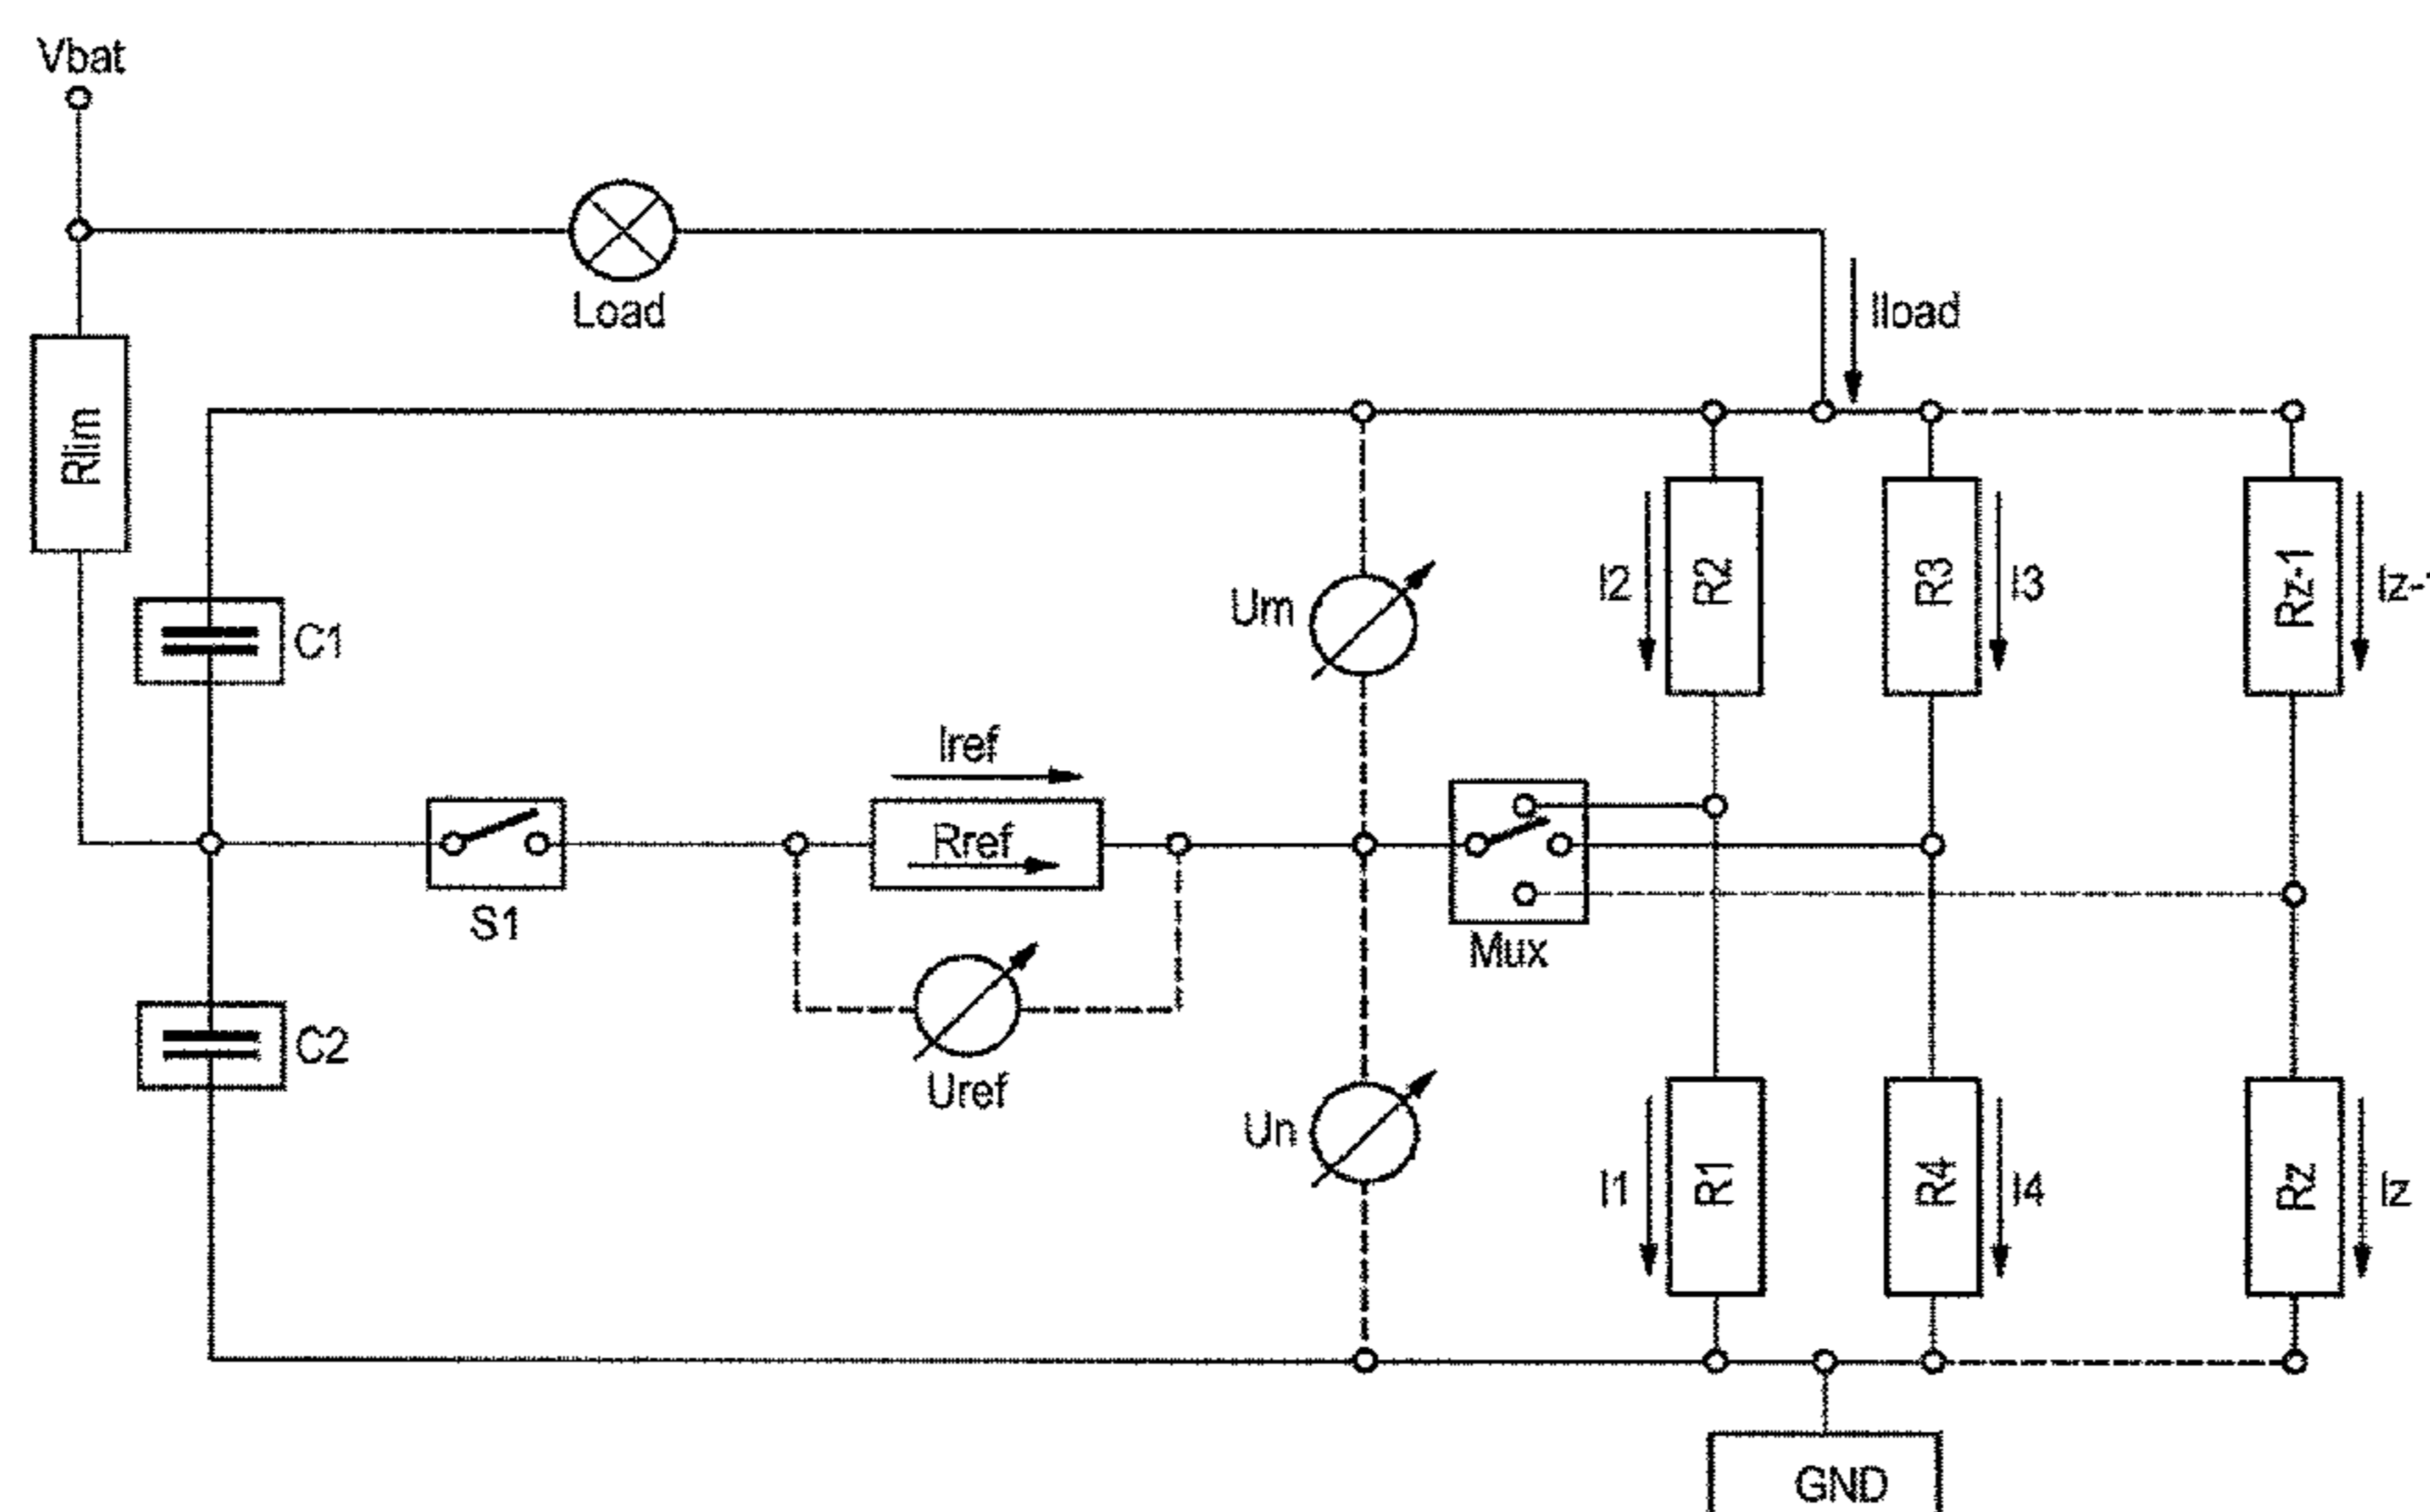 Vbat
Load
Iload
Rlim
C1
Um
I2
R2
R3
I3
Rz-1
Iz-
Iref
Rref
S1
Mux
C2
Uref
Un
I1
R1
R4
I4
Rz
Iz
GND